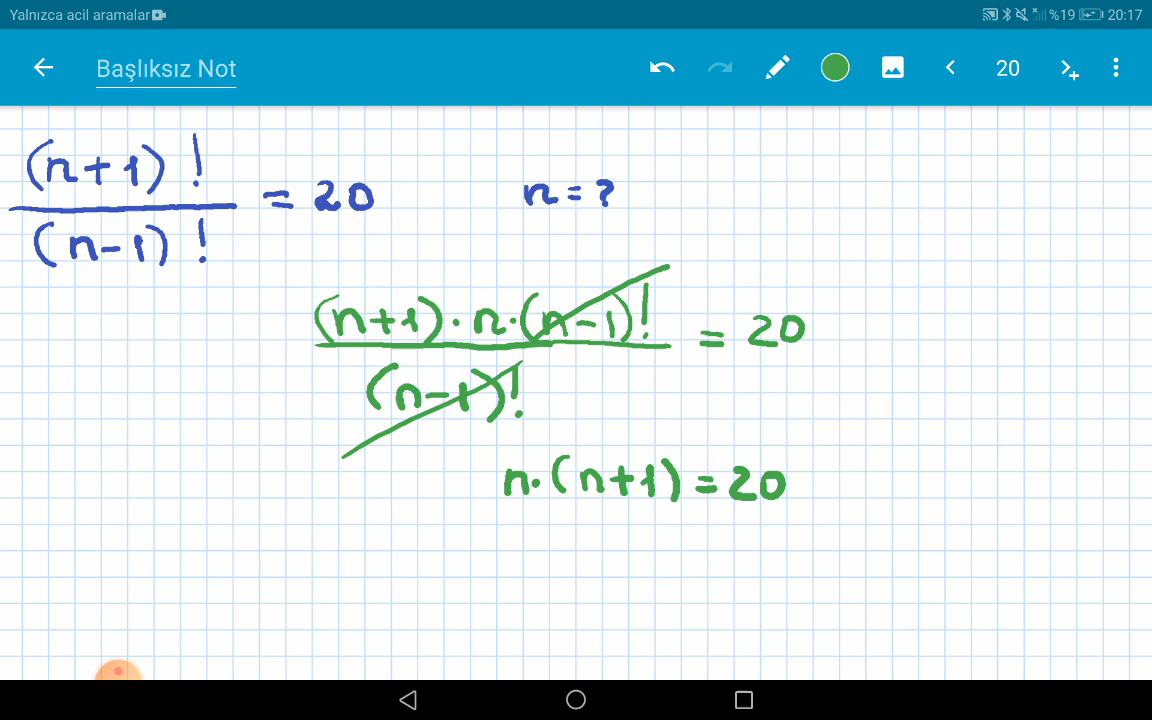 Yalnızca acil aramalar %19 20:17
Başlıksız Not 20
(n+1)!
/ (n-1)! = 20 n=?
(n+1)·n·(n-1)!
/ (n-1)! = 20
n·(n+1)=20